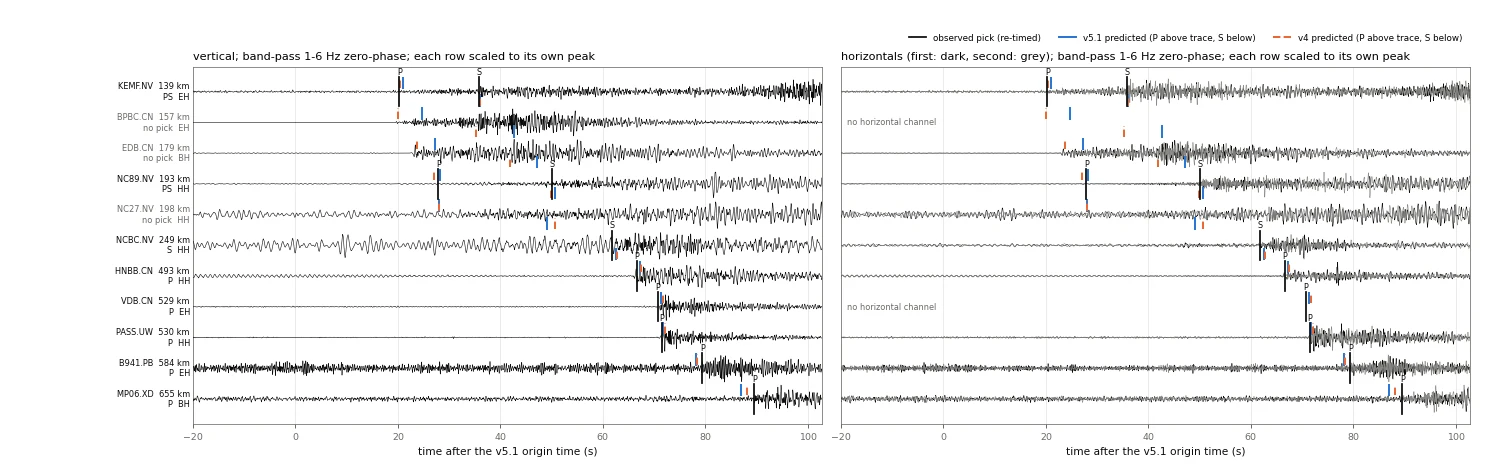 observed pick (re-timed)
v5.1 predicted (P above trace, S below)
v4 predicted (P above trace, S below)
vertical; band-pass 1-6 Hz zero-phase; each row scaled to its own peak
KEMF.NV 139 km
PS EH
BPBC.CN 157 km
no pick EH
EDB.CN 179 km
no pick BH
NC89.NV 193 km
PS HH
NC27.NV 198 km
no pick HH
NCBC.NV 249 km
S HH
HNBB.CN 493 km
P HH
VDB.CN 529 km
P EH
PASS.UW 530 km
P HH
B941.PB 584 km
P EH
MP06.XD 655 km
P BH
P
S
P
S
S
P
P
P
P
P
−20 0 20 40 60 80 100
time after the v5.1 origin time (s)
horizontals (first: dark, second: grey); band-pass 1-6 Hz zero-phase; each row scaled to its own peak
P
S
no horizontal channel
P
S
S
P
P
no horizontal channel
P
P
P
−20 0 20 40 60 80 100
time after the v5.1 origin time (s)